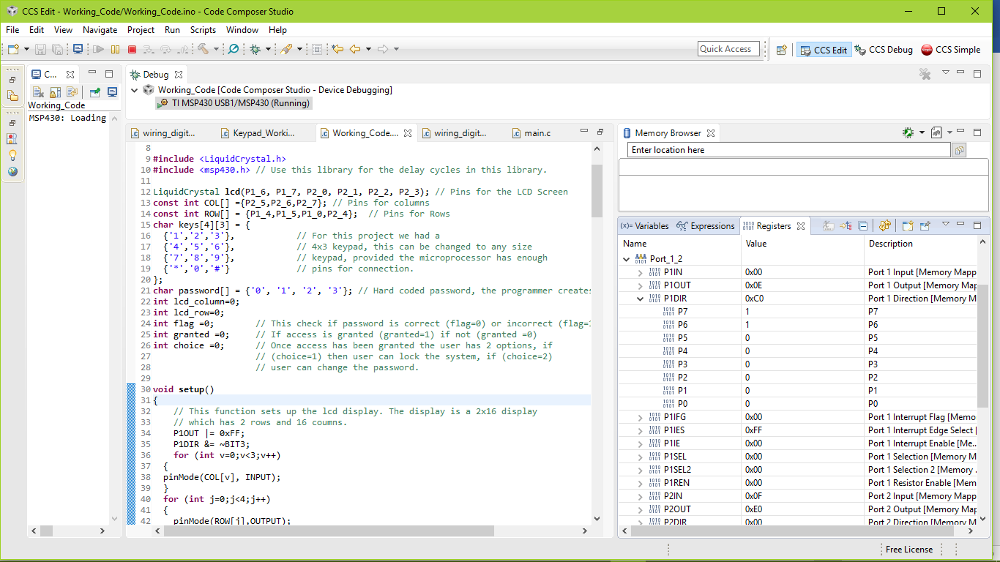 CCS Edit - Working_Code/Working_Code.ino - Code Composer Studio
File Edit View Navigate Project Run Scripts Window Help
Quick Access
CCS Edit
CCS Debug
CCS Simple
C...
Working_Code
MSP430: Loading
Debug
Working_Code [Code Composer Studio - Device Debugging]
TI MSP430 USB1/MSP430 (Running)
wiring_digit...
Keypad_Worki...
Working_Code....
wiring_digit...
main.c
8
9 #include <LiquidCrystal.h>
10 #include <msp430.h> // Use this library for the delay cycles in this library.
11
12 LiquidCrystal lcd(P1_6, P1_7, P2_0, P2_1, P2_2, P2_3); // Pins for the LCD Screen
13 const int COL[] ={P2_5,P2_6,P2_7}; // Pins for columns
14 const int ROW[] = {P1_4,P1_5,P1_0,P2_4}; // Pins for Rows
15 char keys[4][3] = {
16 {'1','2','3'}, // For this project we had a
17 {'4','5','6'}, // 4x3 keypad, this can be changed to any size
18 {'7','8','9'}, // keypad, provided the microprocessor has enough
19 {'*','0','#'} // pins for connection.
20 };
21 char password[] = {'0', '1', '2', '3'}; // Hard coded password, the programmer creates
22 int lcd_column=0;
23 int lcd_row=0;
24 int flag =0; // This check if password is correct (flag=0) or incorrect (flag=1
25 int granted =0; // If access is granted (granted=1) if not (granted =0)
26 int choice =0; // Once access has been granted the user has 2 options, if
27 // (choice=1) then user can lock the system, if (choice=2)
28 // user can change the password.
29
30 void setup()
31 {
32 // This function sets up the lcd display. The display is a 2x16 display
33 // which has 2 rows and 16 coumns.
34 P1OUT |= 0xFF;
35 P1DIR &= ~BIT3;
36 for (int v=0;v<3;v++)
37 {
38 pinMode(COL[v], INPUT);
39 }
40 for (int j=0;j<4;j++)
41 {
42 pinMode(ROW[j],OUTPUT);
Memory Browser
Enter location here
(x)= Variables
Expressions
Registers
Name Value Description
Port_1_2
P1IN 0x00 Port 1 Input [Memory Mapp
P1OUT 0x0E Port 1 Output [Memory Map
P1DIR 0xC0 Port 1 Direction [Memory M
P7 1 P7
P6 1 P6
P5 0 P5
P4 0 P4
P3 0 P3
P2 0 P2
P1 0 P1
P0 0 P0
P1IFG 0x00 Port 1 Interrupt Flag [Memo
P1IES 0xFF Port 1 Interrupt Edge Select [
P1IE 0x00 Port 1 Interrupt Enable [Me...
P1SEL 0x00 Port 1 Selection [Memory M
P1SEL2 0x00 Port 1 Selection 2 [Memory .
P1REN 0x00 Port 1 Resistor Enable [Mem
P2IN 0x0F Port 2 Input [Memory Mapp
P2OUT 0xE0 Port 2 Output [Memory Map
P2DIR 0x00 Port 2 Direction [Memory M
Free License